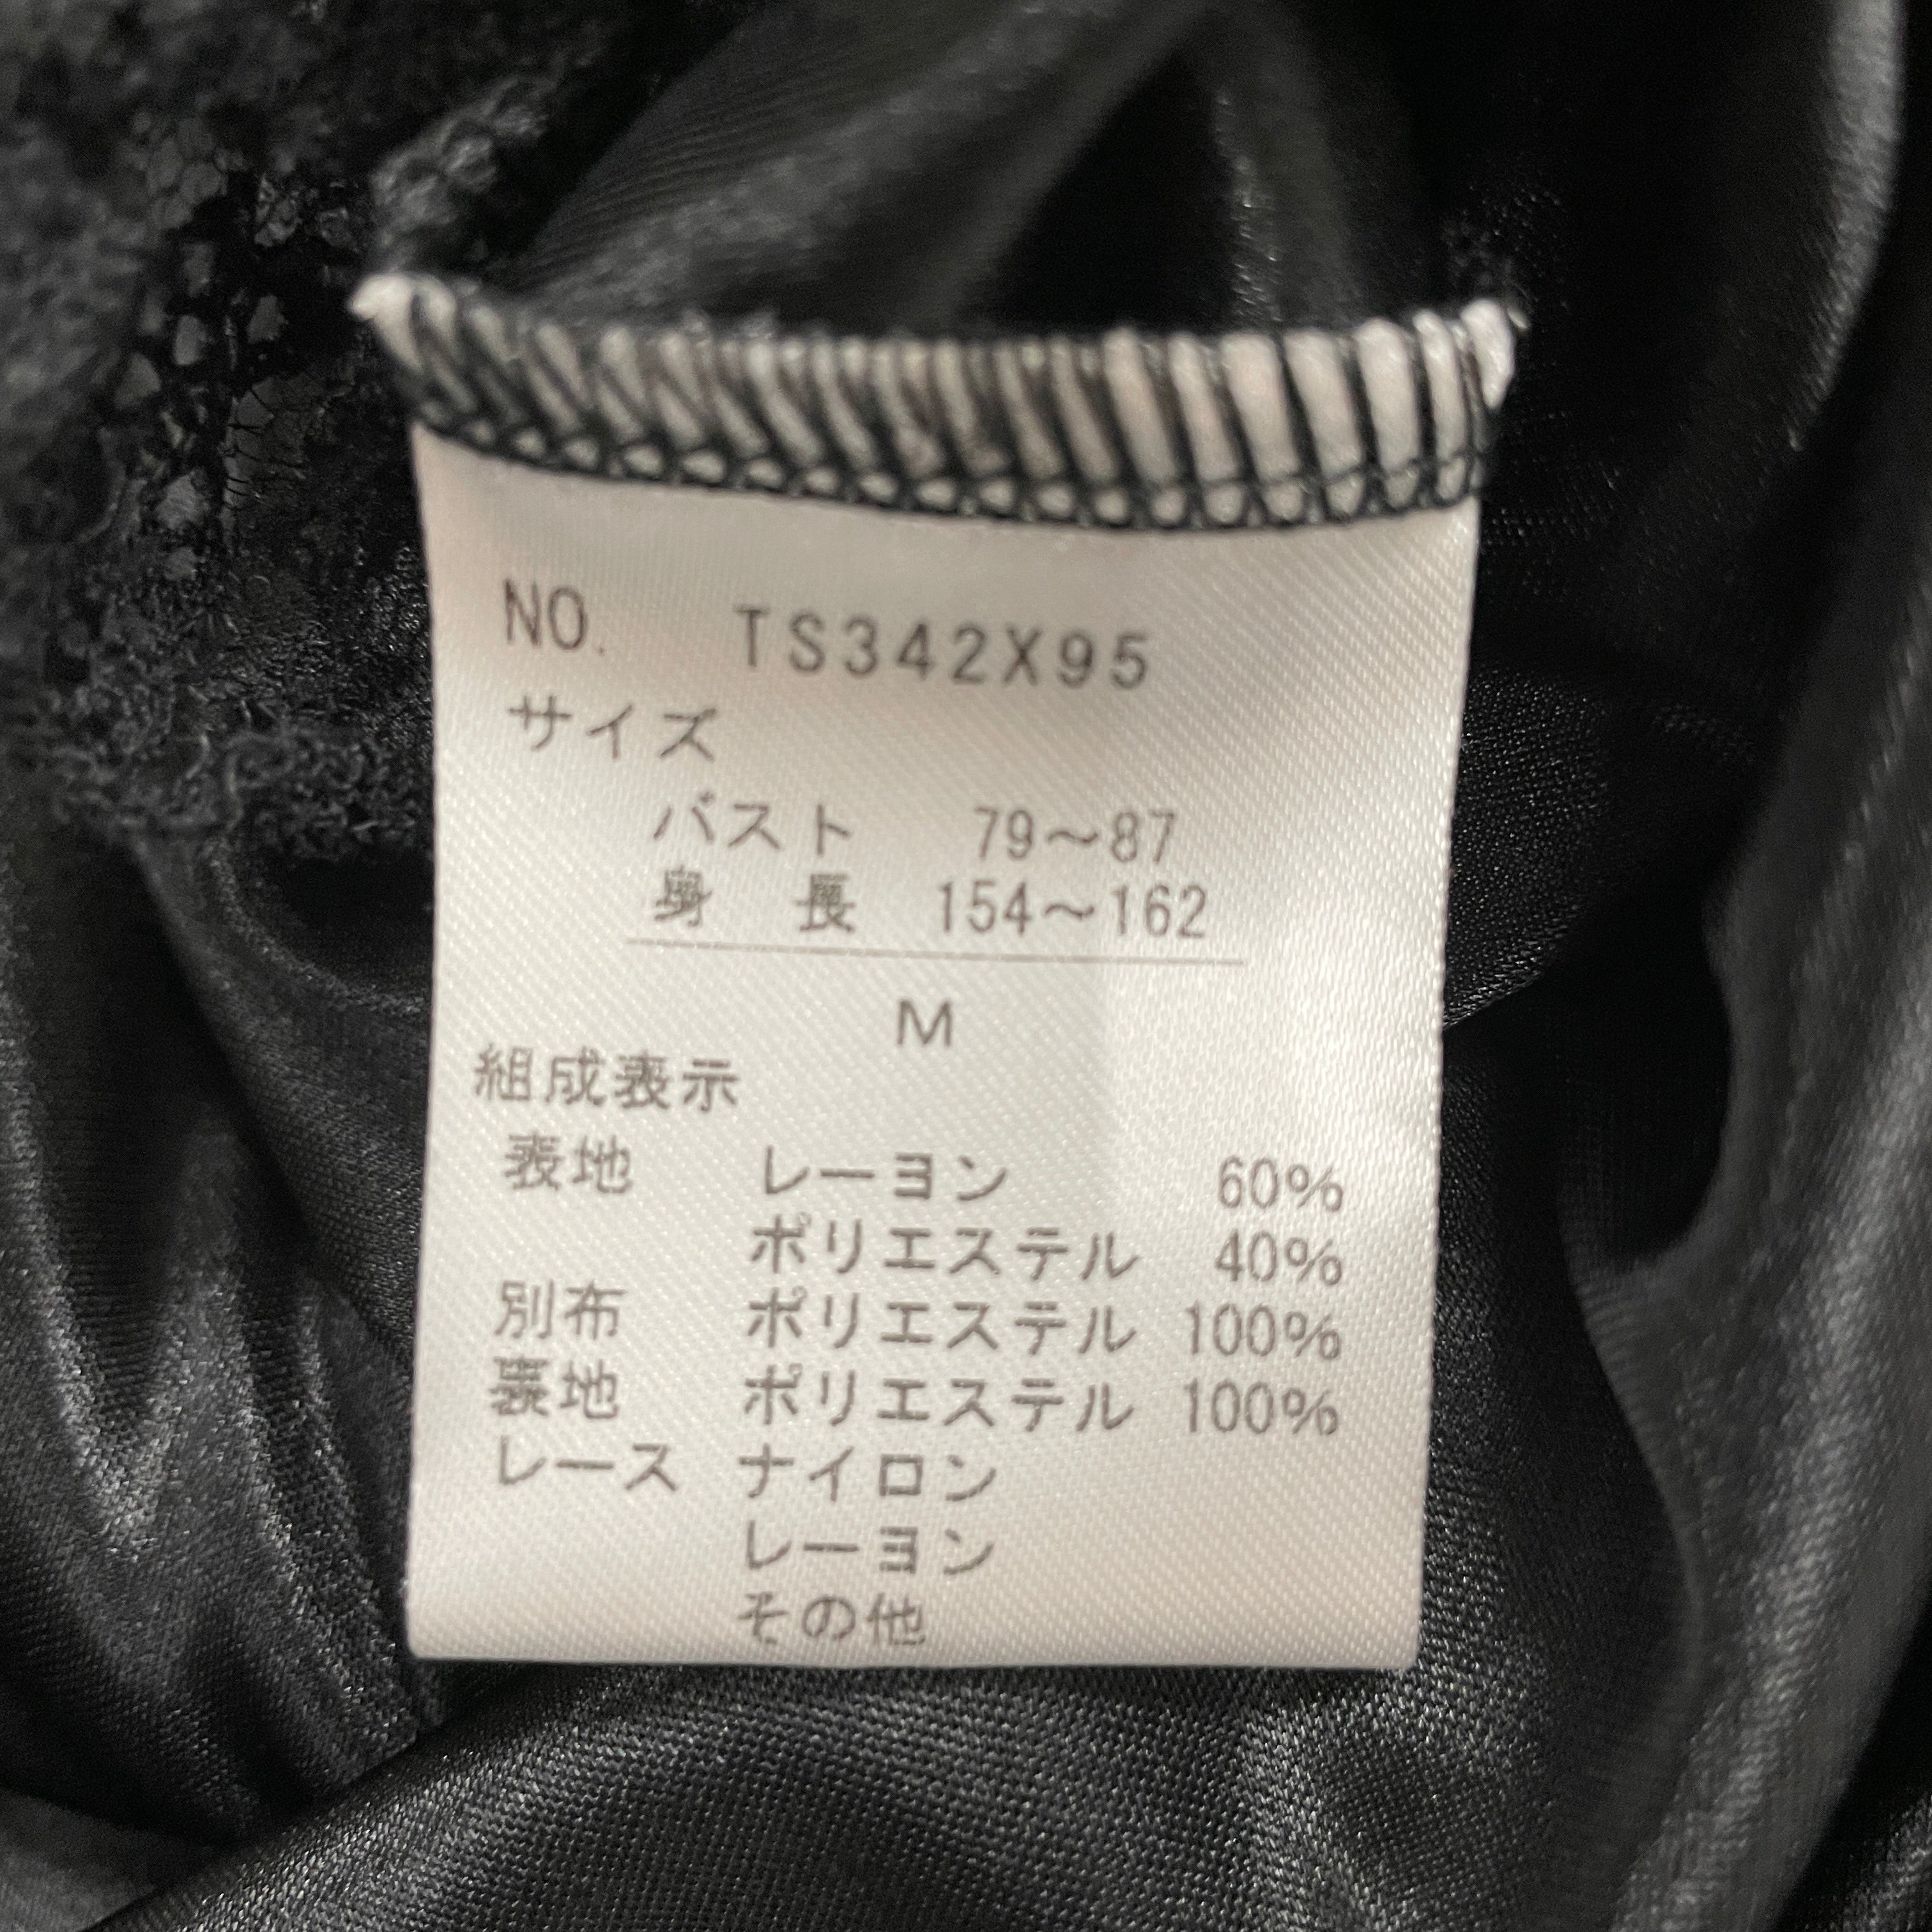 NO. TS342X95
サイズ
バスト 79～87
身 長 154～162
M
組成表示
表地 レーヨン 60%
ポリエステル 40%
別布 ポリエステル 100%
裏地 ポリエステル 100%
レース ナイロン
レーヨン
その他